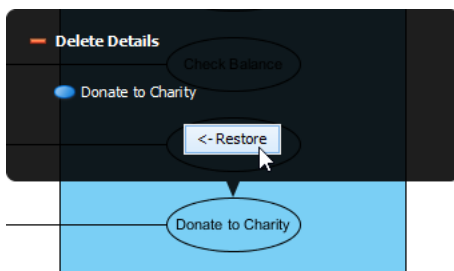 Delete Details
Check Balance
Donate to Charity
<- Restore
Donate to Charity